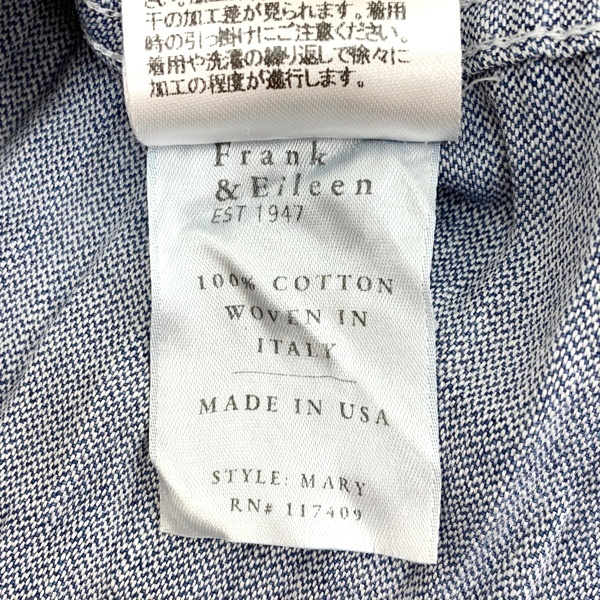 干の加工差が見られます。着用
時の引っ掛けにご注意ください。
着用や洗濯の繰り返しで徐々に
加工の程度が進行します。
Frank
& Eileen
EST 1947
100% COTTON
WOVEN IN
ITALY
MADE IN USA
STYLE: MARY
RN# 117409